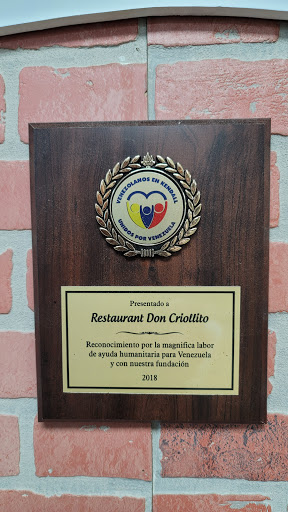 VENEZOLANOS EN KENDALL
UNIDOS POR VENEZUELA
Presentado a
Restaurant Don Criollito
Reconocimiento por la magnifica labor
de ayuda humanitaria para Venezuela
y con nuestra fundación
2018